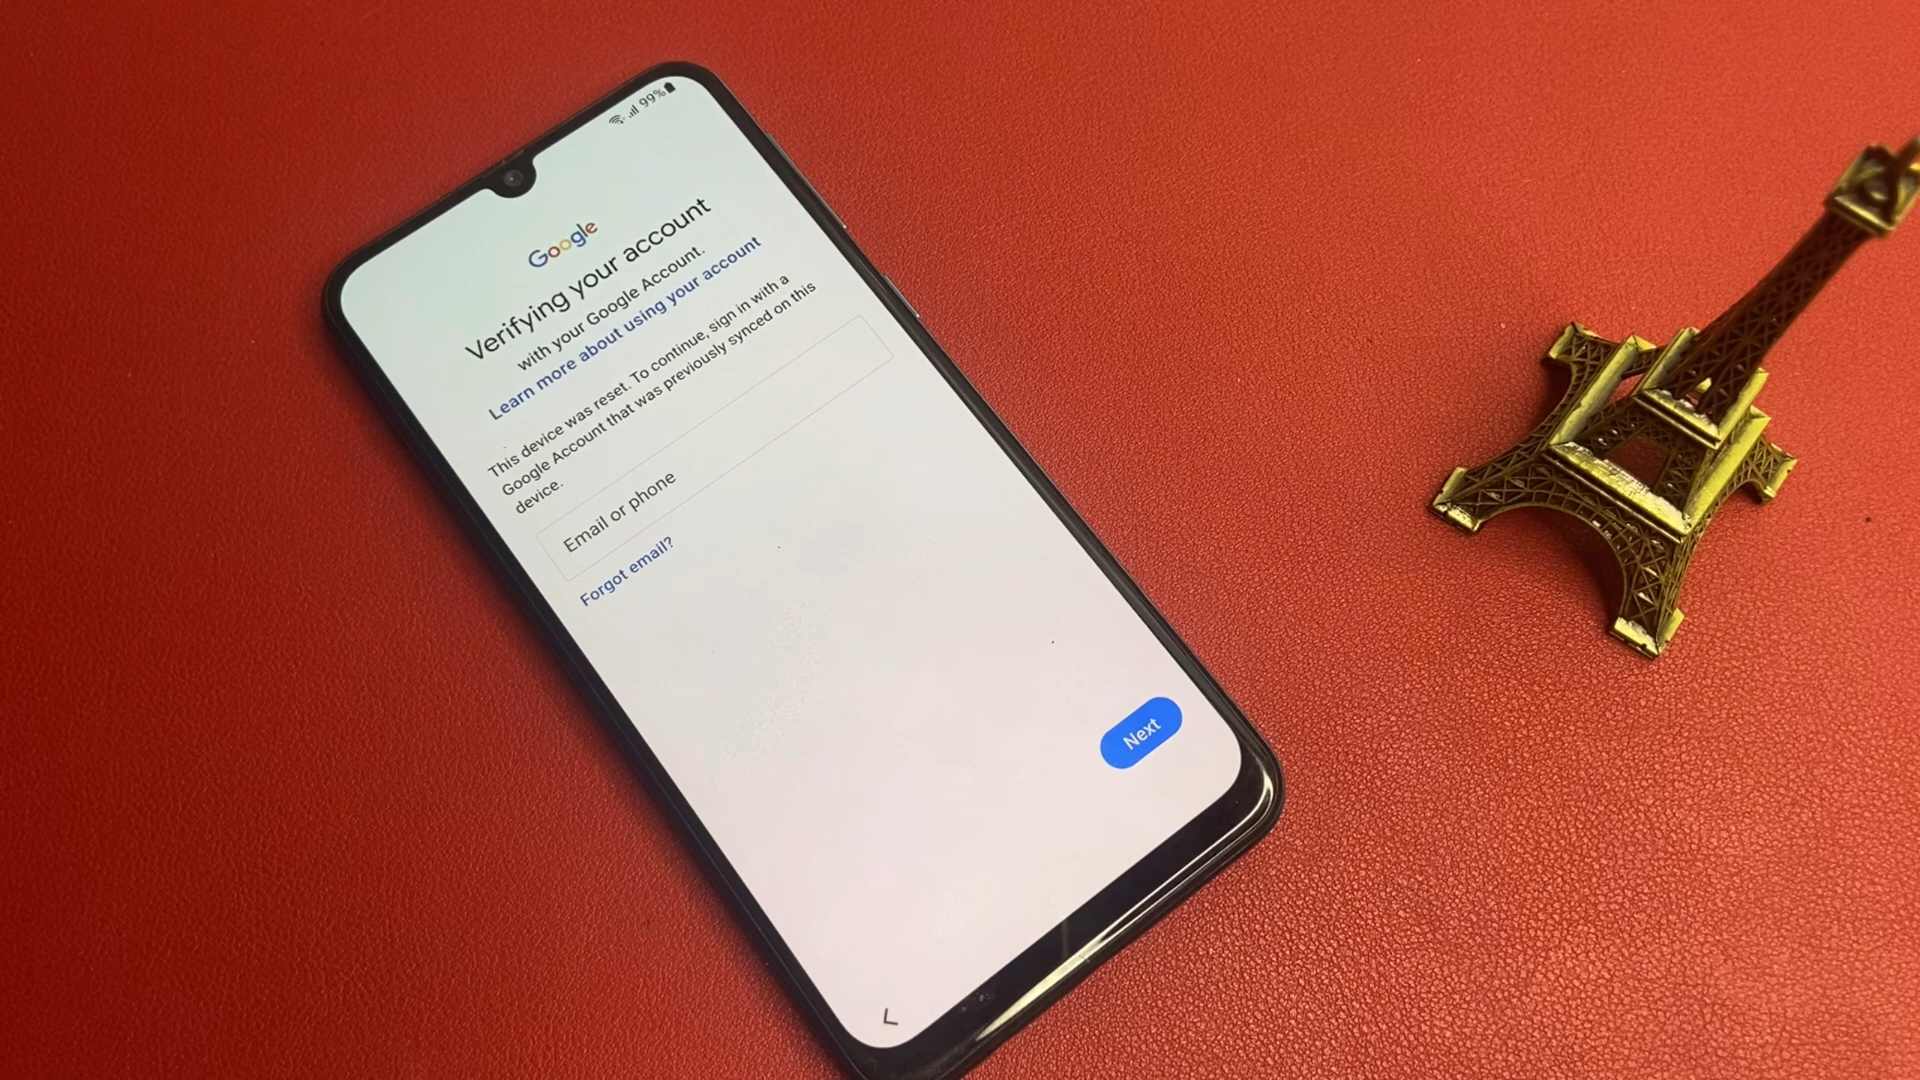 99%
Google
Verifying your account
with your Google Account.
Learn more about using your account
This device was reset. To continue, sign in with a
Google Account that was previously synced on this
device.
Email or phone
Forgot email?
Next